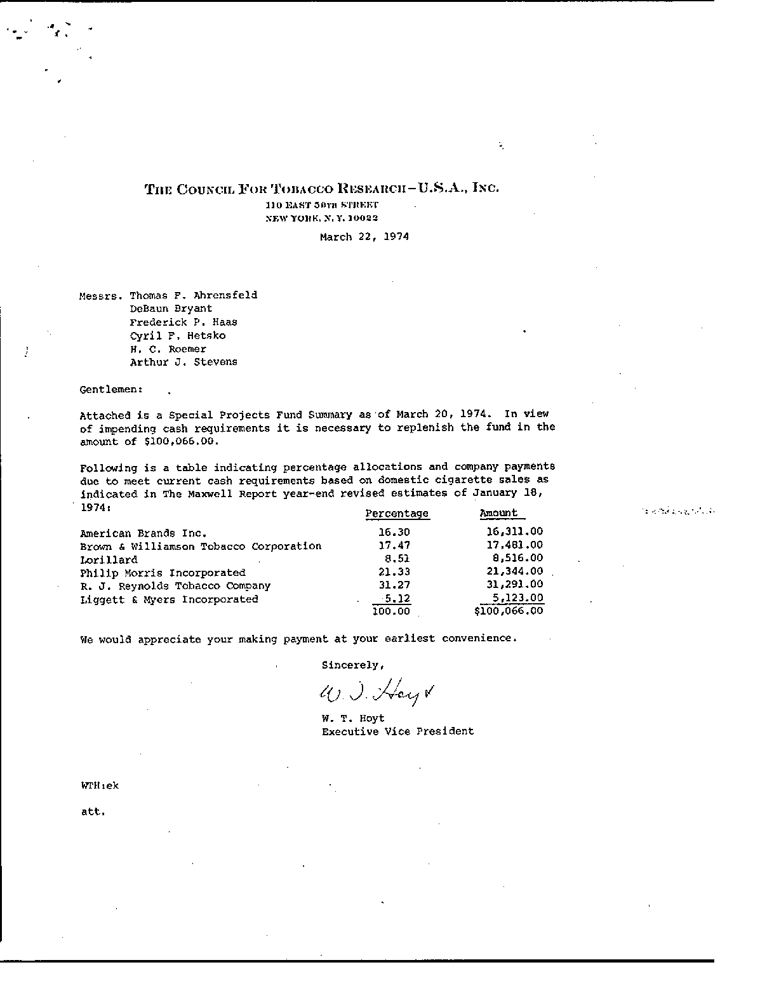 THE COUNCIL FOR TOBACCO RESEARCH-U.S.A., INC.
110 EAST 59TH STREET
NEW YORK, N.Y. 10022
March 22, 1974
Messrs. Thomas F. Ahrensfeld
DeBaun Bryant
Frederick P. Haas
Cyril F. Hetsko
H. C. Roemer
Arthur J. Stevens
Gentlemen:
Attached is a Special Projects Fund Summary as of March 20, 1974. In view
of impending cash requirements it is necessary to replenish the fund in the
amount of $100,066.00.
Following is a table indicating percentage allocations and company payments
due to meet current cash requirements based on domestic cigarette sales as
indicated in The Maxwell Report year-end revised estimates of January 18,
1974:
Percentage Amount
American Brands Inc. 16.30 16,311.00
Brown & Williamson Tobacco Corporation 17.47 17,481.00
Lorillard 8.51 8,516.00
Philip Morris Incorporated 21.33 21,344.00
R. J. Reynolds Tobacco Company 31.27 31,291.00
Liggett & Myers Incorporated 5.12 5,123.00
100.00 $100,066.00
We would appreciate your making payment at your earliest convenience.
Sincerely,
W. T. Hoyt
W. T. Hoyt
Executive Vice President
WTH:ek
att.